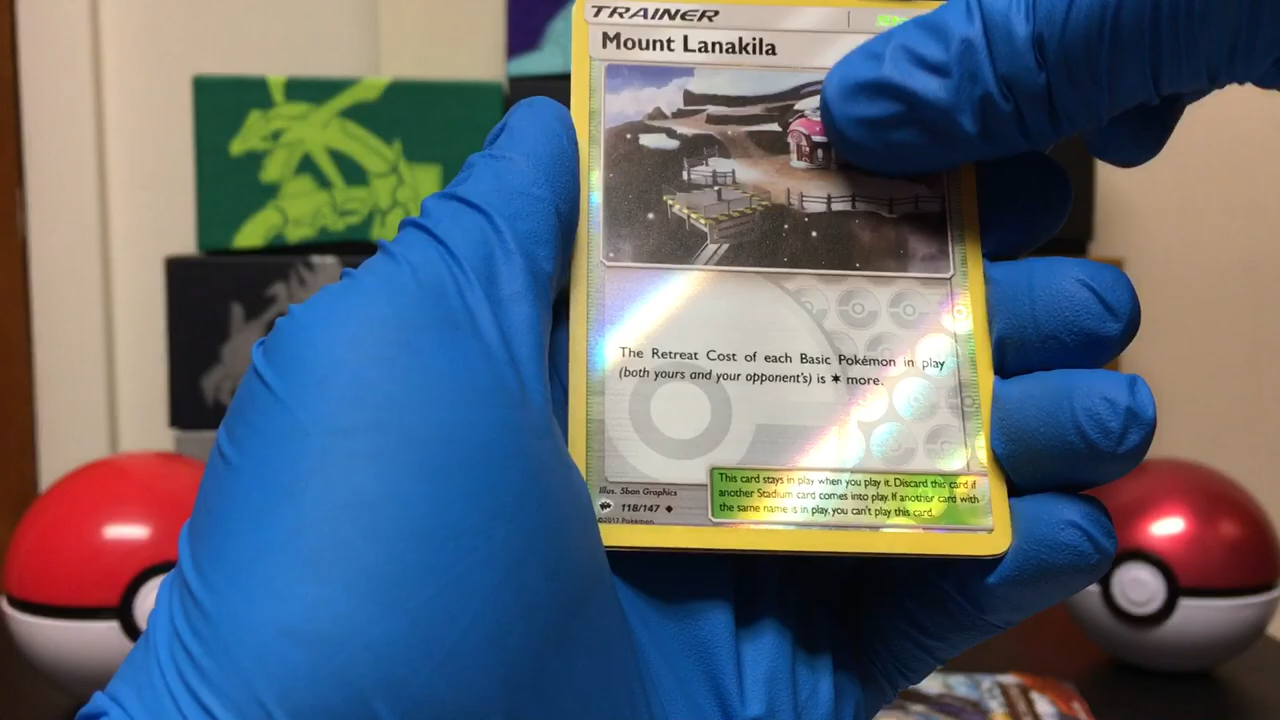 TRAINER
Mount Lanakila
The Retreat Cost of each Basic Pokémon in play
(both yours and your opponent's) is ✱ more.
This card stays in play when you play it. Discard this card if
another Stadium card comes into play. If another card with
the same name is in play, you can't play this card.
Illus. 5ban Graphics
118/147 ◆
©2017 Pokémon